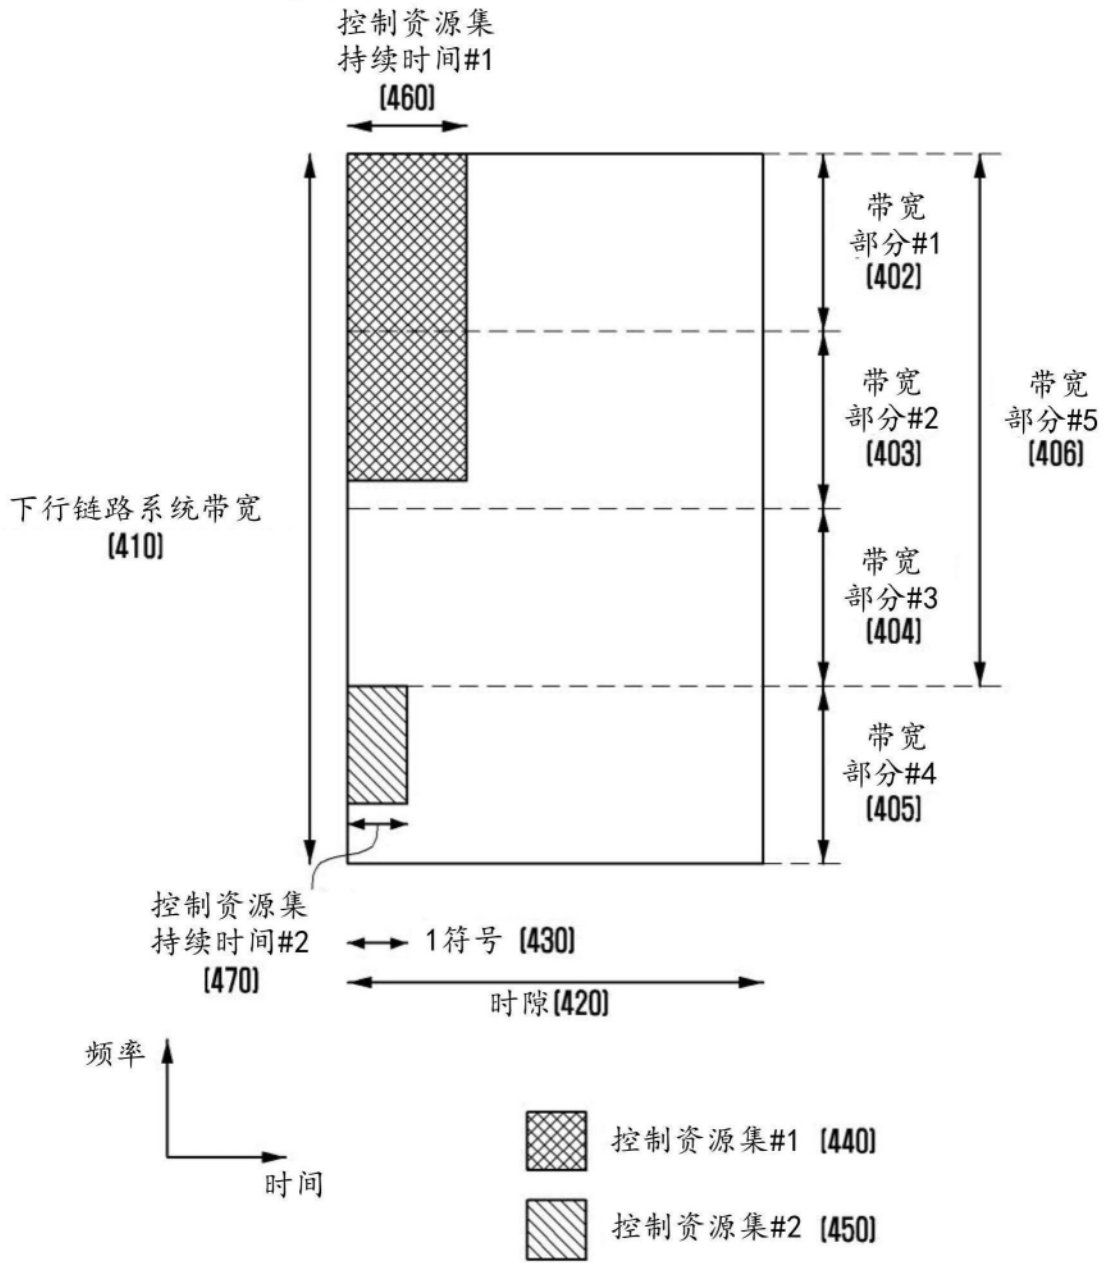 控制资源集
持续时间#1
(460)
带宽
部分#1
(402)
带宽
部分#2
(403)
带宽
部分#5
(406)
下行链路系统带宽
(410)
带宽
部分#3
(404)
带宽
部分#4
(405)
控制资源集
持续时间#2
(470)
1符号 (430)
时隙(420)
频率
时间
控制资源集#1 (440)
控制资源集#2 (450)